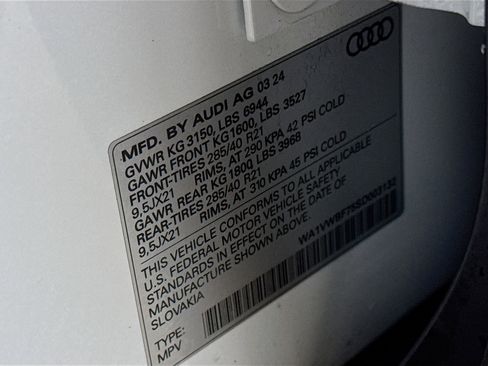 MFD. BY AUDI AG 03 24
GVWR KG 3150, LBS 6944
GAWR FRONT KG1600, LBS 3527
FRONT-TIRES 285/40 R21
9,5JX21 RIMS, AT 290 KPA 42 PSI COLD
GAWR REAR KG 1800 LBS 3968
REAR-TIRES 285/40 R21
9,5JX21 RIMS, AT 310 KPA 45 PSI COLD
THIS VEHICLE CONFORMS TO ALL APPLICABLE
U.S. FEDERAL MOTOR VEHICLE SAFETY
STANDARDS IN EFFECT ON THE DATE OF
MANUFACTURE SHOWN ABOVE.
SLOVAKIA
TYPE:
MPV